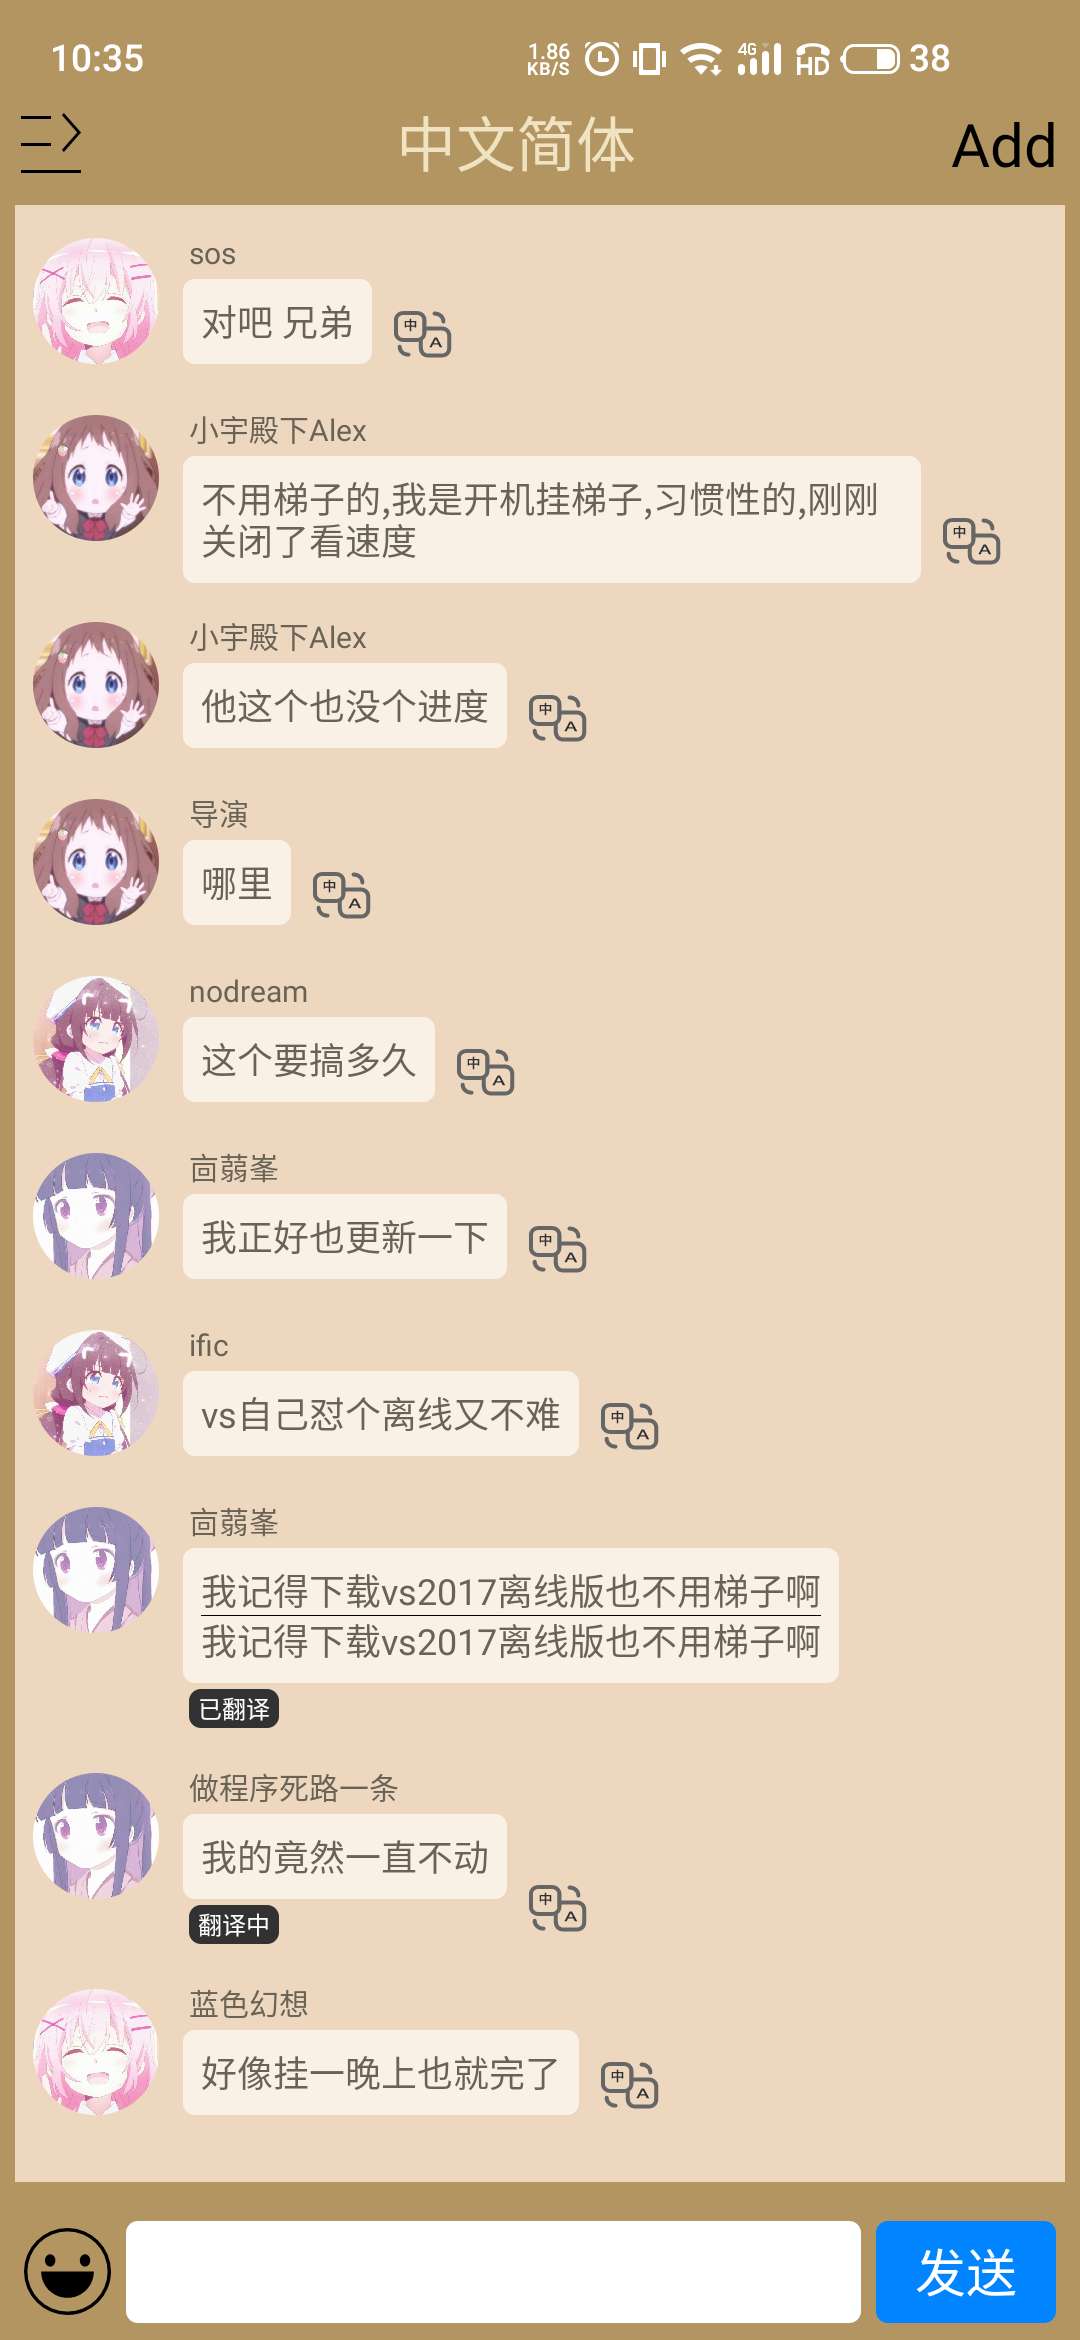 10:35
1.86 KB/S 4G HD 38
中文简体
Add
sos
对吧 兄弟
小宇殿下Alex
不用梯子的,我是开机挂梯子,习惯性的,刚刚
关闭了看速度
小宇殿下Alex
他这个也没个进度
导演
哪里
nodream
这个要搞多久
亱蒻峯
我正好也更新一下
ific
vs自己怼个离线又不难
我记得下载vs2017离线版也不用梯子啊
我记得下载vs2017离线版也不用梯子啊
已翻译
做程序死路一条
我的竟然一直不动
翻译中
蓝色幻想
好像挂一晚上也就完了
发送